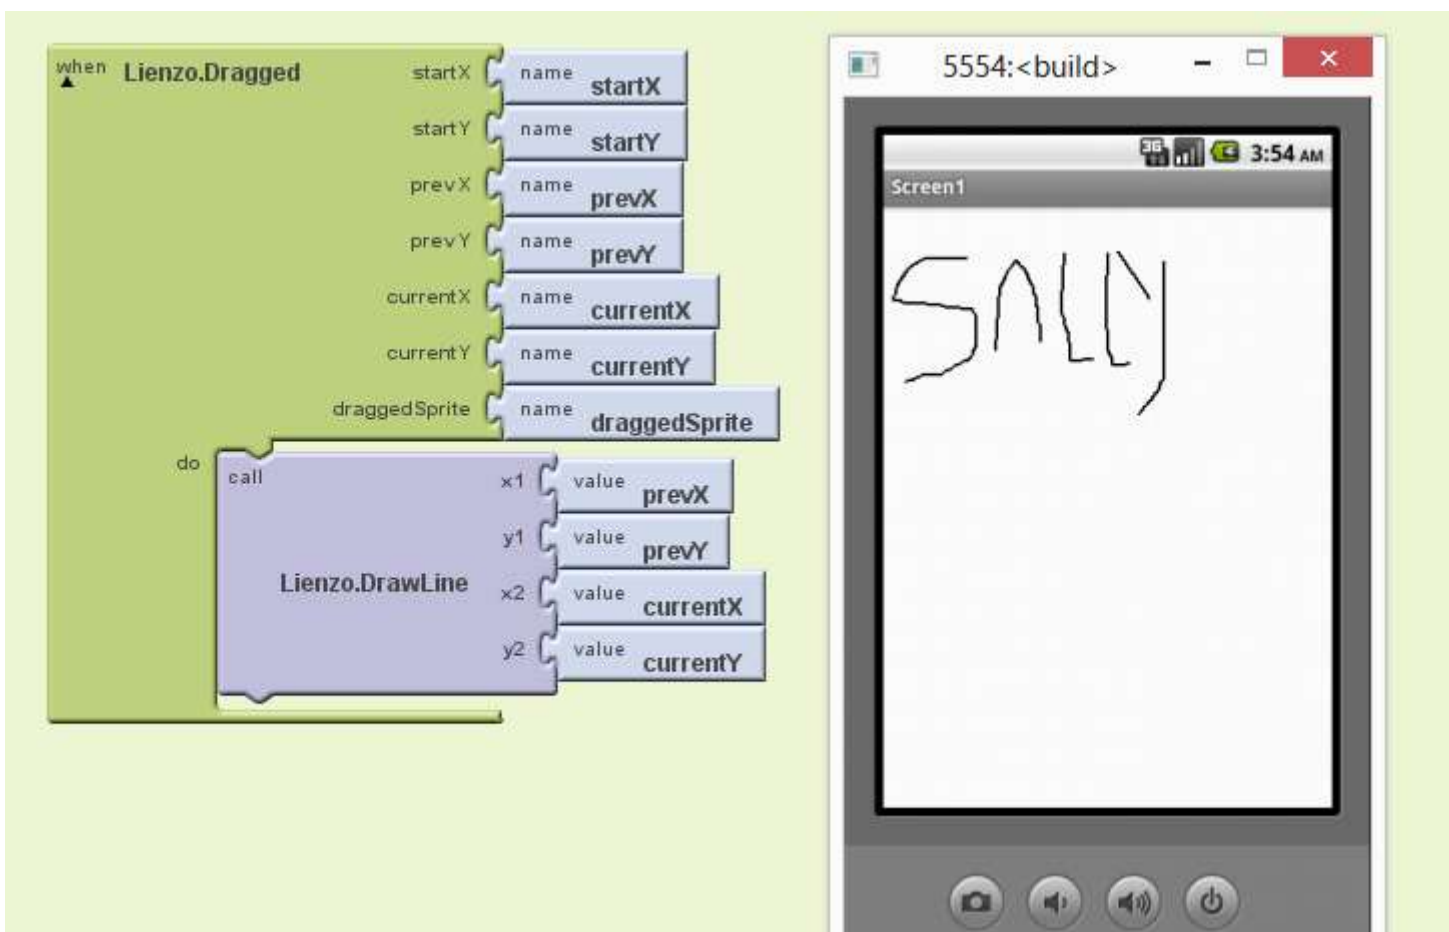 when Lienzo.Dragged startX name startX
startY name startY
prevX name prevX
prevY name prevY
currentX name currentX
currentY name currentY
draggedSprite name draggedSprite
do call Lienzo.DrawLine x1 value prevX
y1 value prevY
x2 value currentX
y2 value currentY
5554:<build>
3G 3:54 AM
Screen1
SALLY